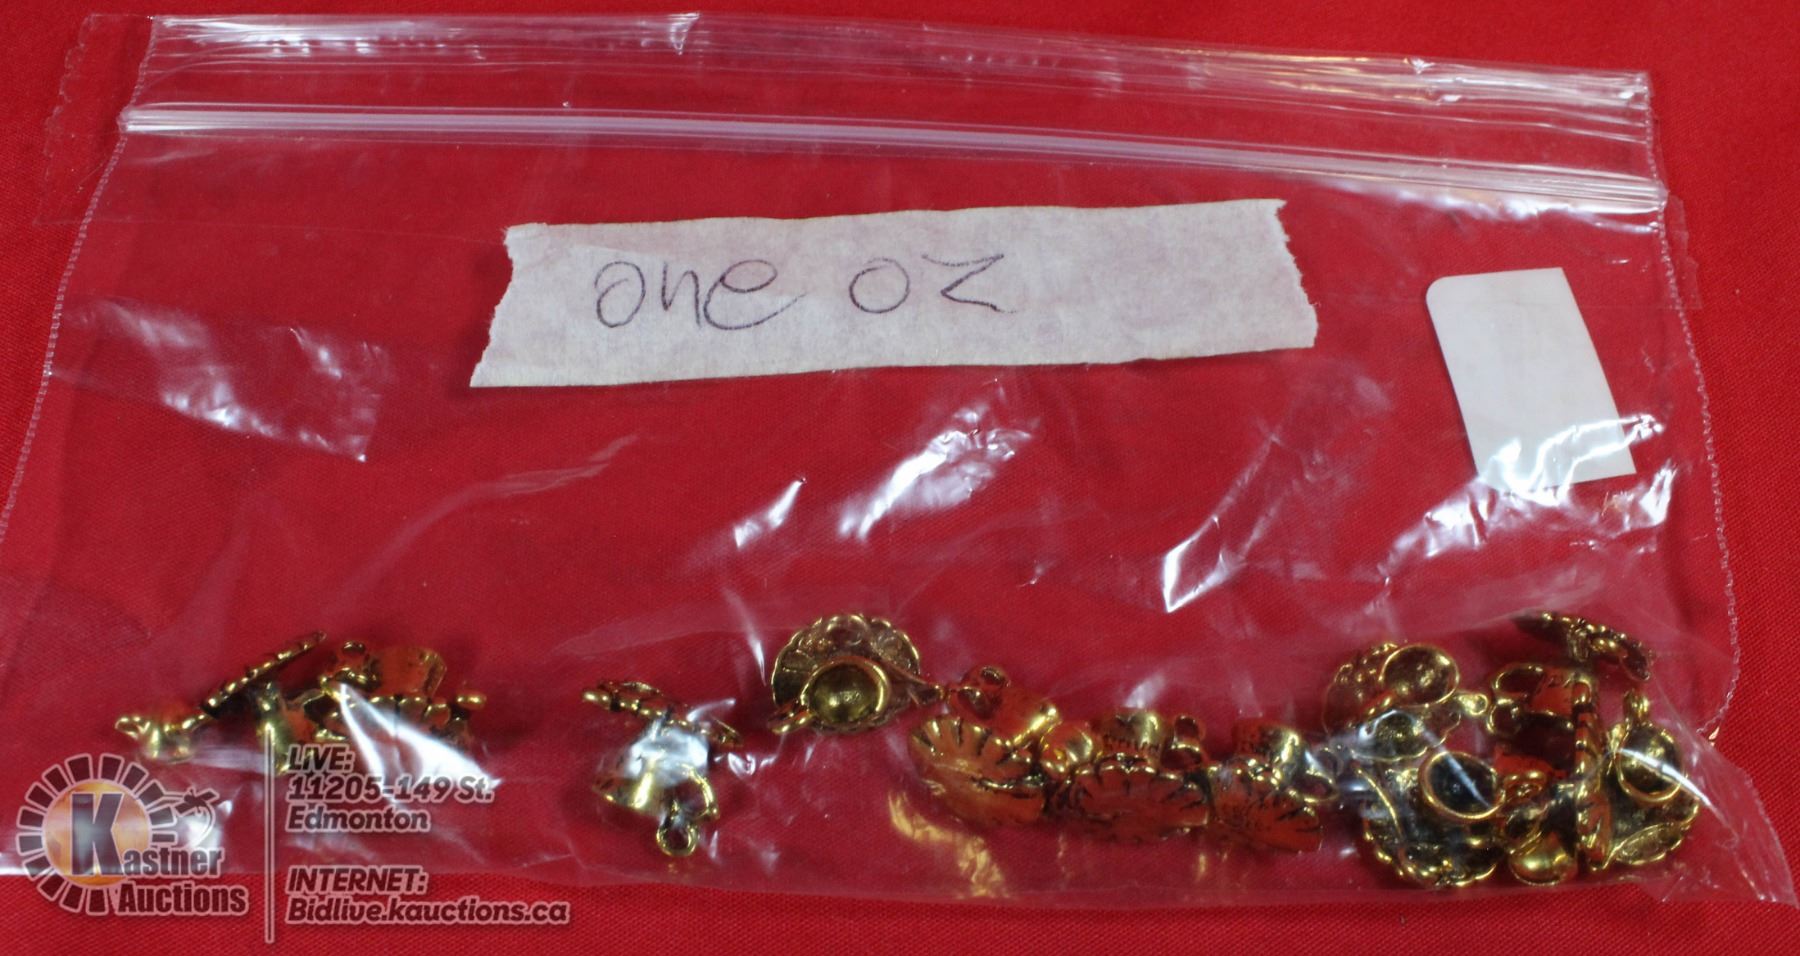 one oz
LIVE:
11205-149 St.
Edmonton
Kastner
Auctions
INTERNET:
Bidlive.kauctions.ca